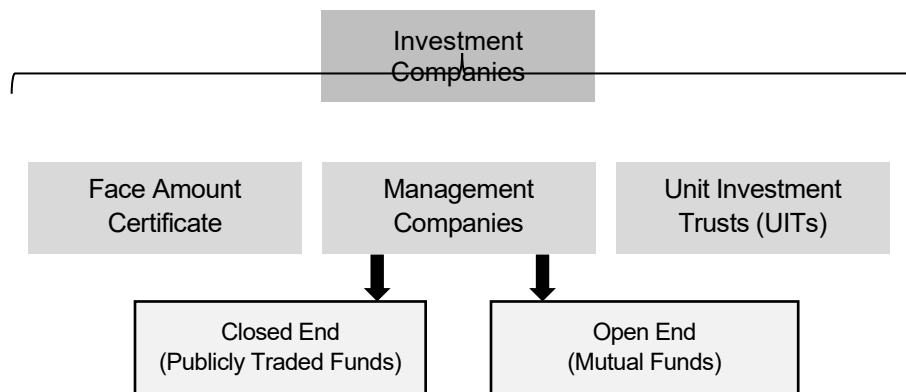 Investment
Companies
Face Amount
Certificate
Management
Companies
Unit Investment
Trusts (UITs)
Closed End
(Publicly Traded Funds)
Open End
(Mutual Funds)